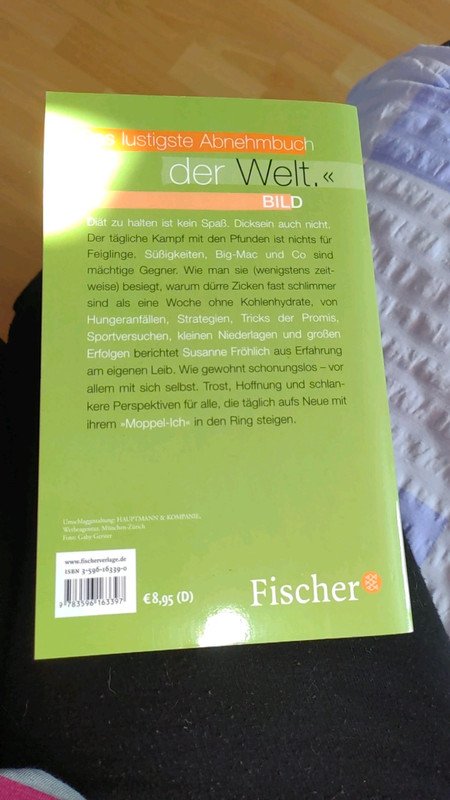 lustigste Abnehmbuch
der Welt.«
BILD
Diät zu halten ist kein Spaß. Dicksein auch nicht.
Der tägliche Kampf mit den Pfunden ist nichts für
Feiglinge. Süßigkeiten, Big-Mac und Co sind
mächtige Gegner. Wie man sie (wenigstens zeit-
weise) besiegt, warum dürre Zicken fast schlimmer
sind als eine Woche ohne Kohlenhydrate, von
Hungeranfällen, Strategien, Tricks der Promis,
Sportversuchen, kleinen Niederlagen und großen
Erfolgen berichtet Susanne Fröhlich aus Erfahrung
am eigenen Leib. Wie gewohnt schonungslos – vor
allem mit sich selbst. Trost, Hoffnung und schlan-
kere Perspektiven für alle, die täglich aufs Neue mit
ihrem »Moppel-Ich« in den Ring steigen.
Umschlaggestaltung: HAUPTMANN & KOMPANIE,
Werbeagentur, München-Zürich
Foto: Gaby Gerster
www.fischerverlage.de
ISBN 3-596-16339-0
9 783596 163397
€ 8,95 (D)
Fischer